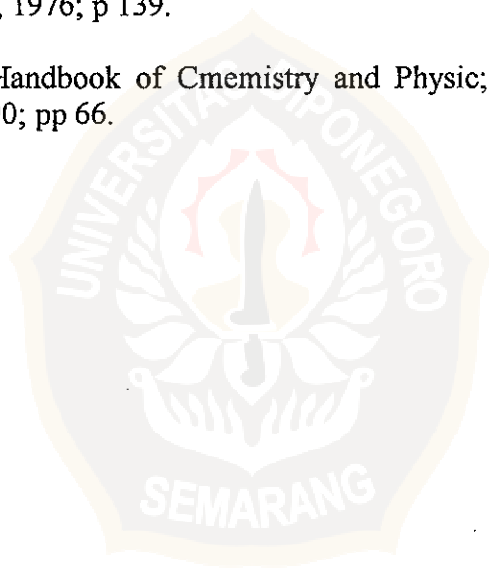 , 1976; p 139.
Handbook of Cmemistry and Physic;
0; pp 66.
UNIVERSITAS DIPONEGORO
SEMARANG